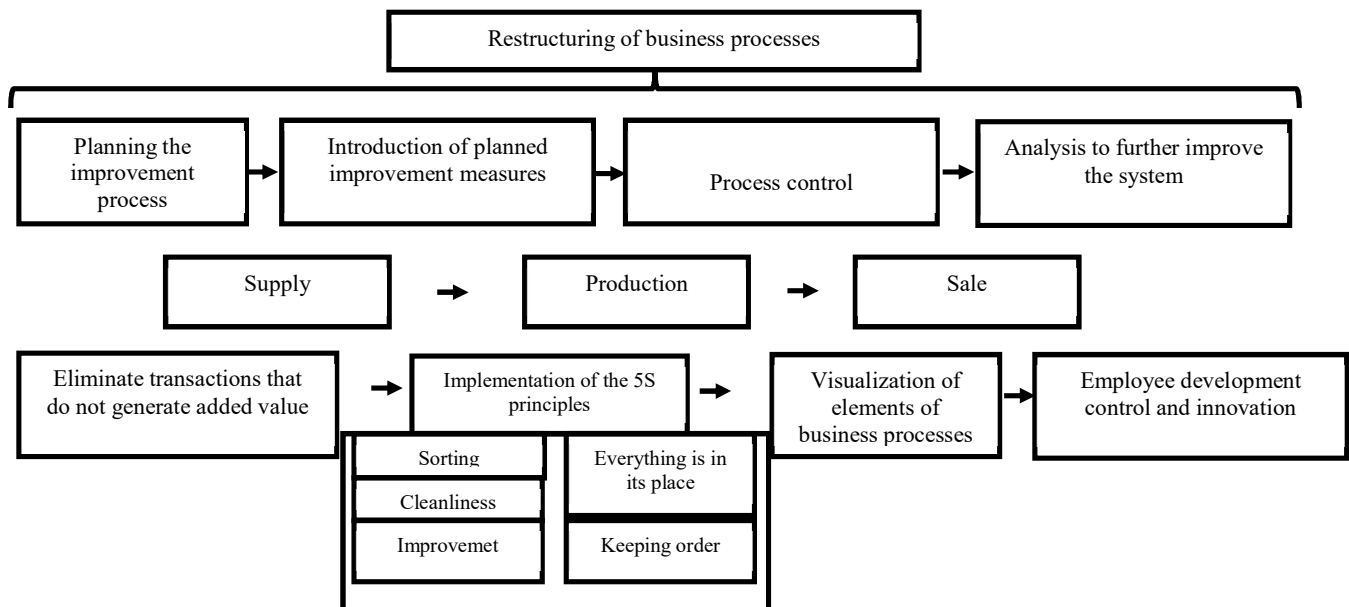 Restructuring of business processes
Planning the
improvement
process
Introduction of planned
improvement measures
Process control
Analysis to further improve
the system
Supply
Production
Sale
Eliminate transactions that
do not generate added value
Implementation of the 5S
principles
Visualization of
elements of
business processes
Employee development
control and innovation
Sorting
Everything is in
its place
Cleanliness
Improvemet
Keeping order